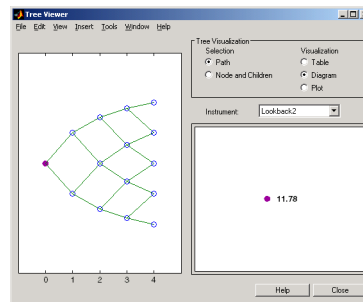 Tree Viewer
File Edit View Insert Tools Window Help
Tree Visualization
Selection
Visualization
Path
Table
Node and Children
Diagram
Plot
Instrument:
Lookback2
11.78
0 1 2 3 4
Help
Close